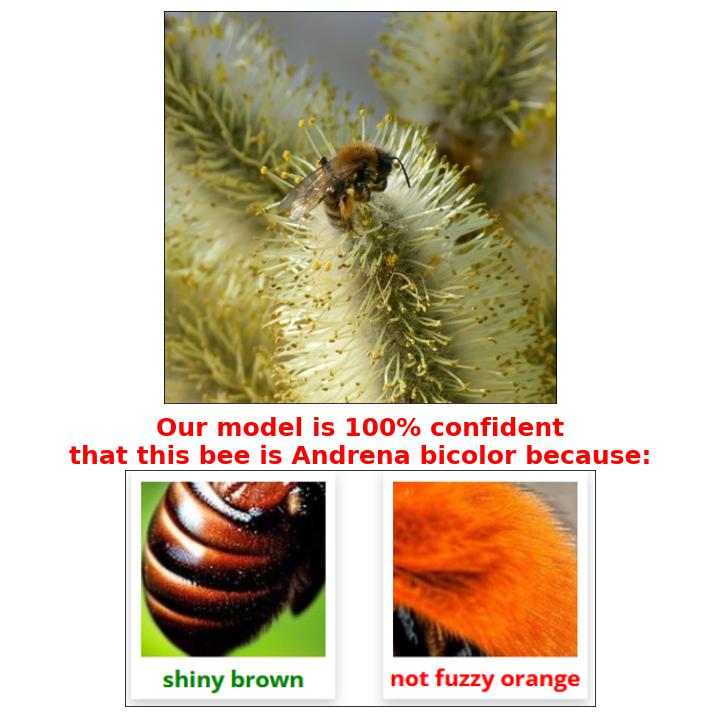 Our model is 100% confident
that this bee is Andrena bicolor because:
shiny brown
not fuzzy orange